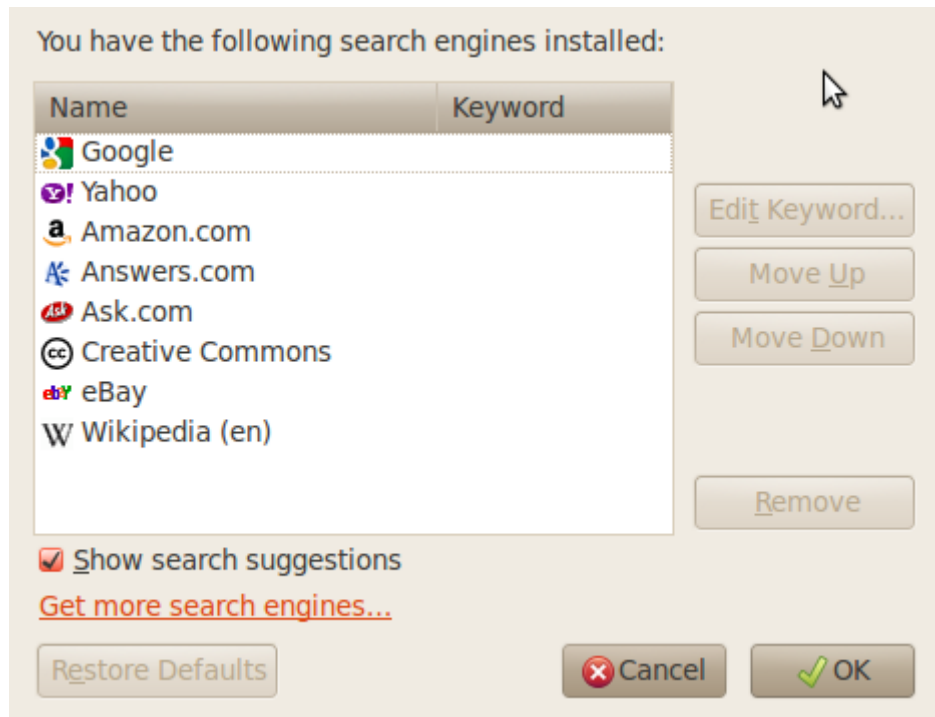 You have the following search engines installed:
Name Keyword
Google
Yahoo
Amazon.com
Answers.com
Ask.com
Creative Commons
eBay
Wikipedia (en)
Edit Keyword...
Move Up
Move Down
Remove
Show search suggestions
Get more search engines...
Restore Defaults Cancel OK